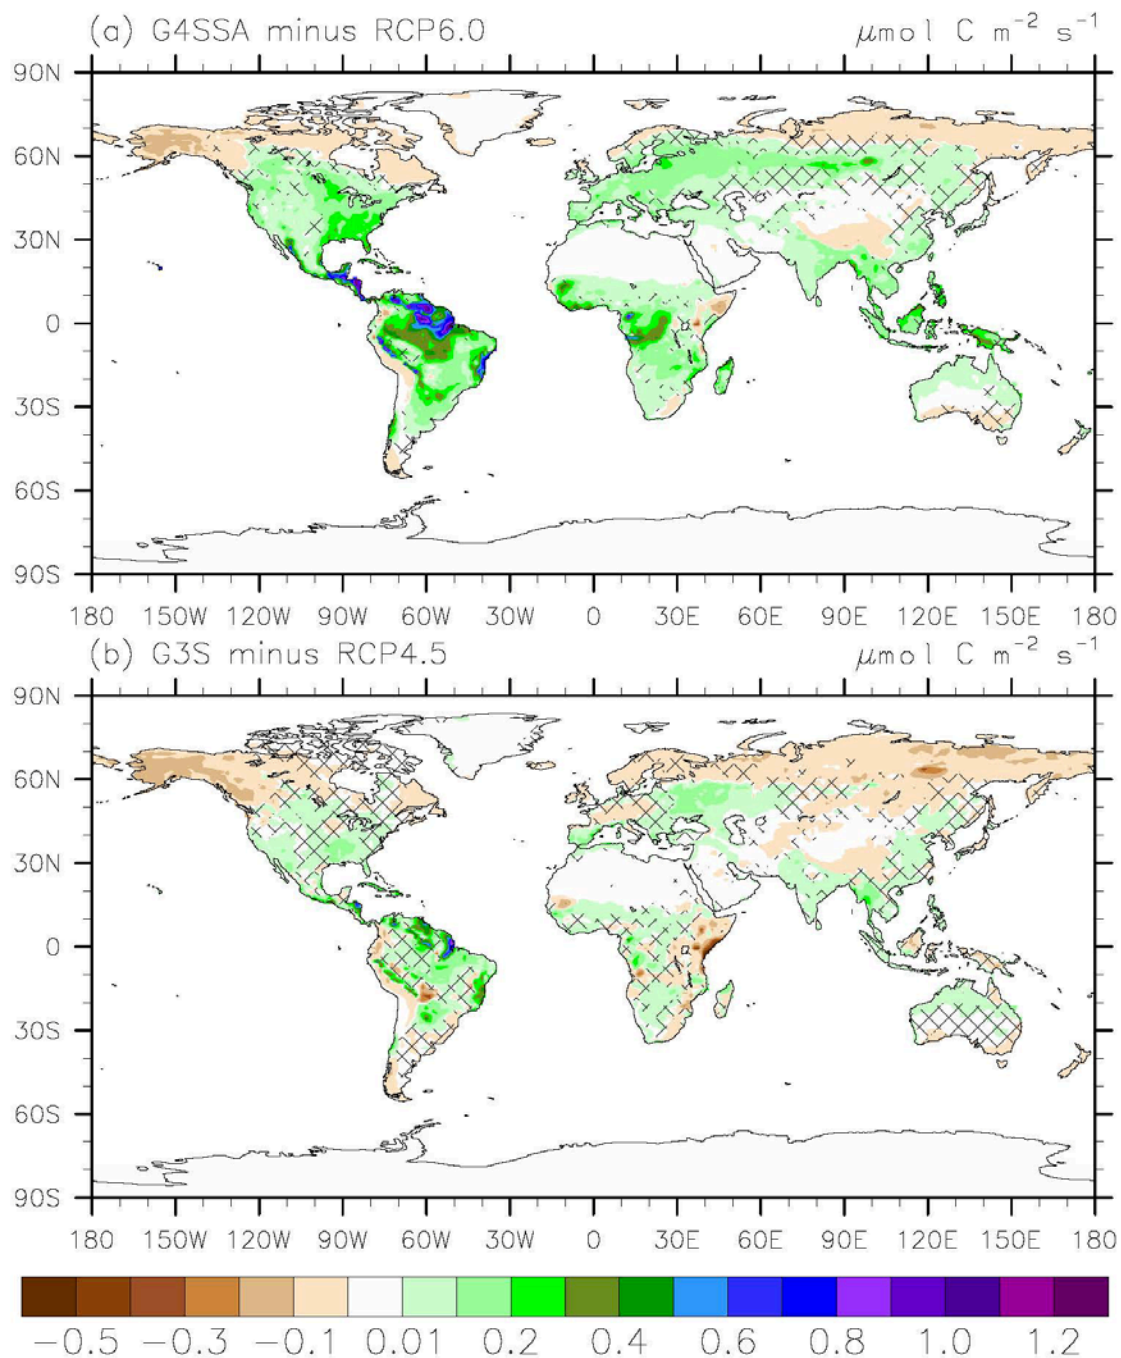 (a) G4SSA minus RCP6.0 μmol C m⁻² s⁻¹
90N
60N
30N
0
30S
60S
90S
180 150W 120W 90W 60W 30W 0 30E 60E 90E 120E 150E 180
(b) G3S minus RCP4.5 μmol C m⁻² s⁻¹
90N
60N
30N
0
30S
60S
90S
180 150W 120W 90W 60W 30W 0 30E 60E 90E 120E 150E 180
−0.5 −0.3 −0.1 0.01 0.2 0.4 0.6 0.8 1.0 1.2